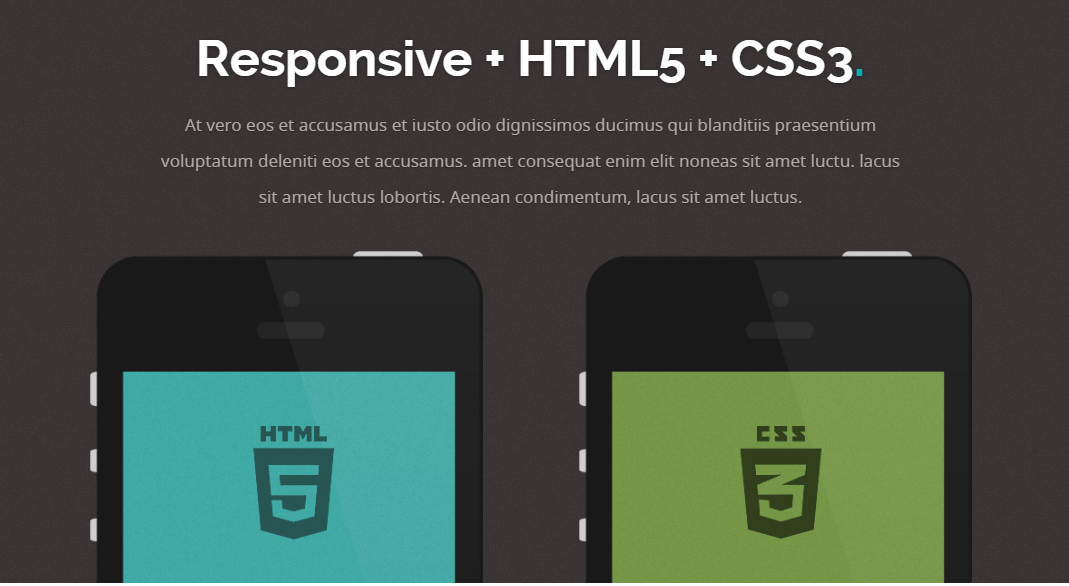 Responsive + HTML5 + CSS3.
At vero eos et accusamus et iusto odio dignissimos ducimus qui blanditiis praesentium
voluptatum deleniti eos et accusamus. amet consequat enim elit noneas sit amet luctu. lacus
sit amet luctus lobortis. Aenean condimentum, lacus sit amet luctus.
HTML
5
CSS
3